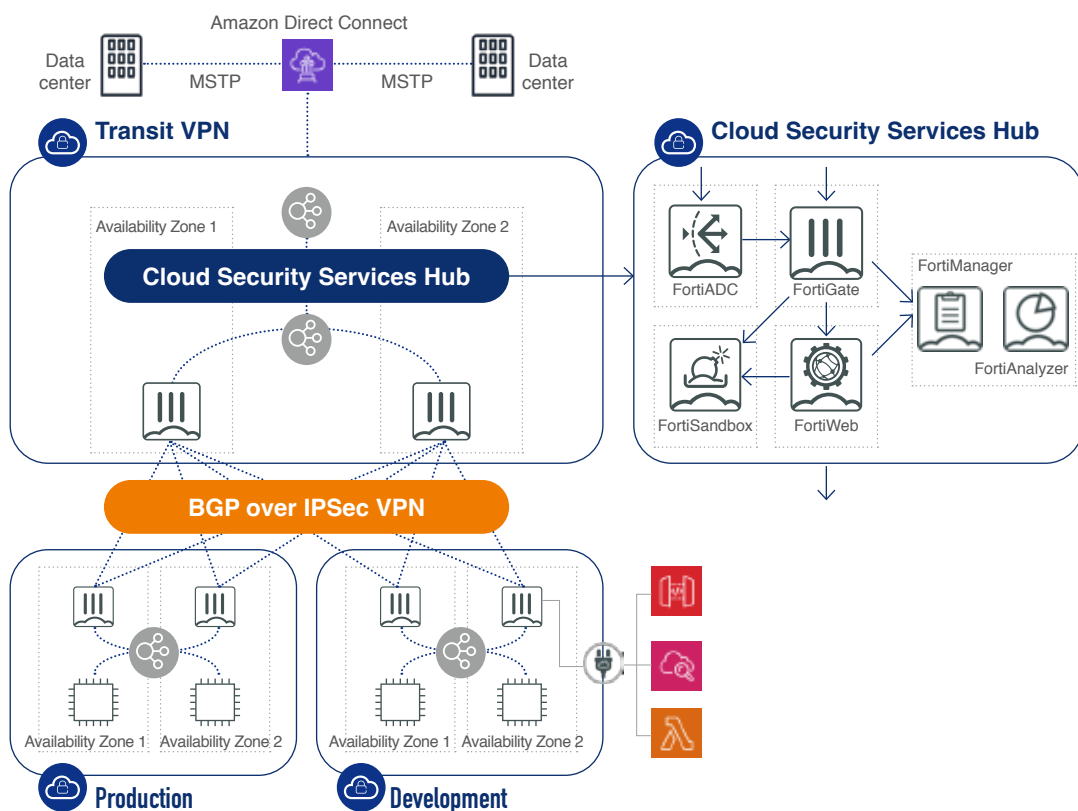 Amazon Direct Connect
Data
center
MSTP
MSTP
Data
center
Transit VPN
Availability Zone 1
Availability Zone 2
Cloud Security Services Hub
BGP over IPSec VPN
Availability Zone 1
Availability Zone 2
Production
Availability Zone 1
Availability Zone 2
Development
Cloud Security Services Hub
FortiADC
FortiGate
FortiManager
FortiAnalyzer
FortiSandbox
FortiWeb